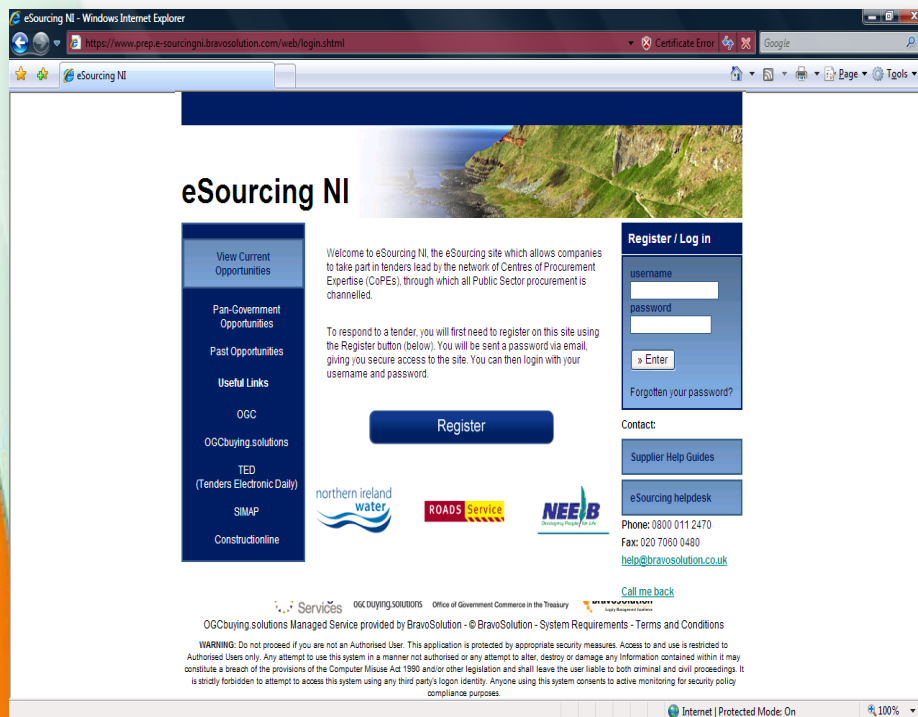 eSourcing NI - Windows Internet Explorer
https://www.prep.e-sourcingni.bravosolution.com/web/login.shtml
Certificate Error
Google
eSourcing NI
Page
Tools
eSourcing NI
View Current
Opportunities
Pan-Government
Opportunities
Past Opportunities
Useful Links
OGC
OGCbuying.solutions
TED
(Tenders Electronic Daily)
SIMAP
Constructionline
Welcome to eSourcing NI, the eSourcing site which allows companies
to take part in tenders lead by the network of Centres of Procurement
Expertise (CoPEs), through which all Public Sector procurement is
channelled.
To respond to a tender, you will first need to register on this site using
the Register button (below). You will be sent a password via email,
giving you secure access to the site. You can then login with your
username and password.
Register
northern ireland
water
ROADS Service
NEELB
Developing People for Life
Register / Log in
username
password
» Enter
Forgotten your password?
Contact:
Supplier Help Guides
eSourcing helpdesk
Phone: 0800 011 2470
Fax: 020 7060 0480
help@bravosolution.co.uk
Call me back
Services
OGC buying.solutions
Office of Government Commerce in the Treasury
BravoSolution
OGCbuying.solutions Managed Service provided by BravoSolution - © BravoSolution - System Requirements - Terms and Conditions
WARNING: Do not proceed if you are not an Authorised User. This application is protected by appropriate security measures. Access to and use is restricted to
Authorised Users only. Any attempt to use this system in a manner not authorised or any attempt to alter, destroy or damage any Information contained within it may
constitute a breach of the provisions of the Computer Misuse Act 1990 and/or other legislation and shall leave the user liable to both criminal and civil proceedings. It
is strictly forbidden to attempt to access this system using any third party's logon identity. Anyone using this system consents to active monitoring for security policy
compliance purposes.
Internet | Protected Mode: On
100%